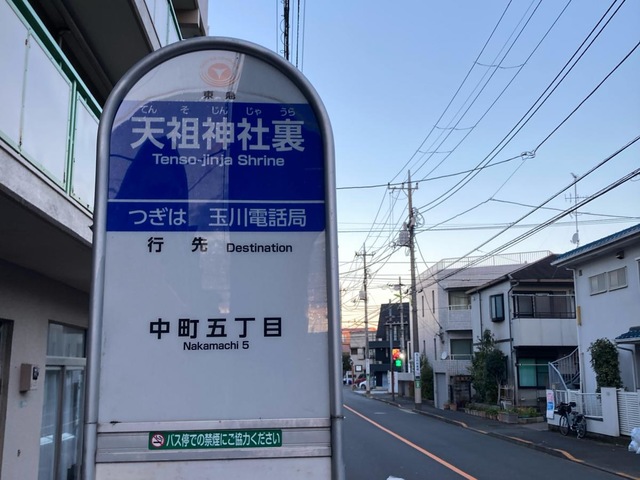 東急
てんそじんじゃうら
天祖神社裏
Tenso-jinja Shrine
つぎは 玉川電話局
行先 Destination
中町五丁目
Nakamachi 5
バス停での禁煙にご協力ください